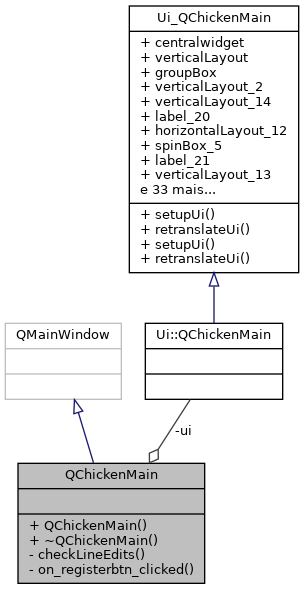 Ui_QChickenMain
+ centralwidget
+ verticalLayout
+ groupBox
+ verticalLayout_2
+ verticalLayout_14
+ label_20
+ horizontalLayout_12
+ spinBox_5
+ label_21
+ verticalLayout_13
e 33 mais...
+ setupUi()
+ retranslateUi()
+ setupUi()
+ retranslateUi()
QMainWindow
Ui::QChickenMain
-ui
QChickenMain
+ QChickenMain()
+ ~QChickenMain()
- checkLineEdits()
- on_registerbtn_clicked()